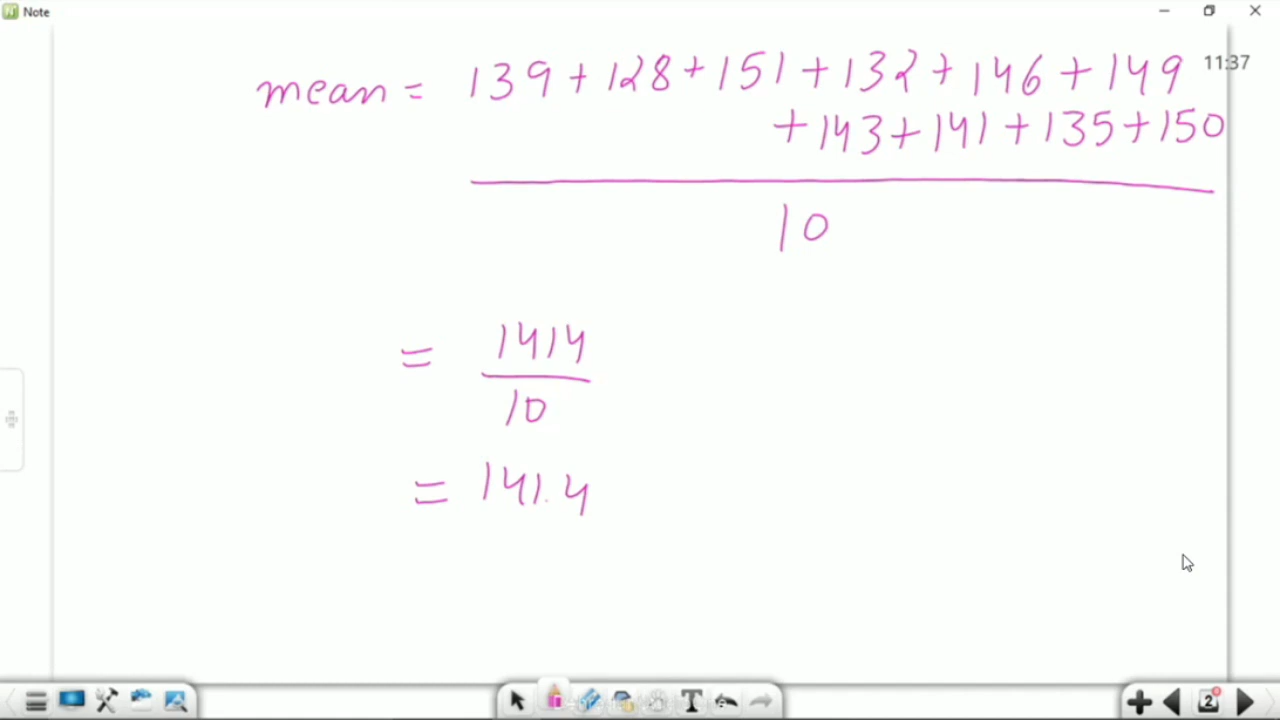 Note
11:37
mean = 139 + 128 + 151 + 132 + 146 + 149
+ 143 + 141 + 135 + 150
10
= 1414
10
= 141.4
T
2